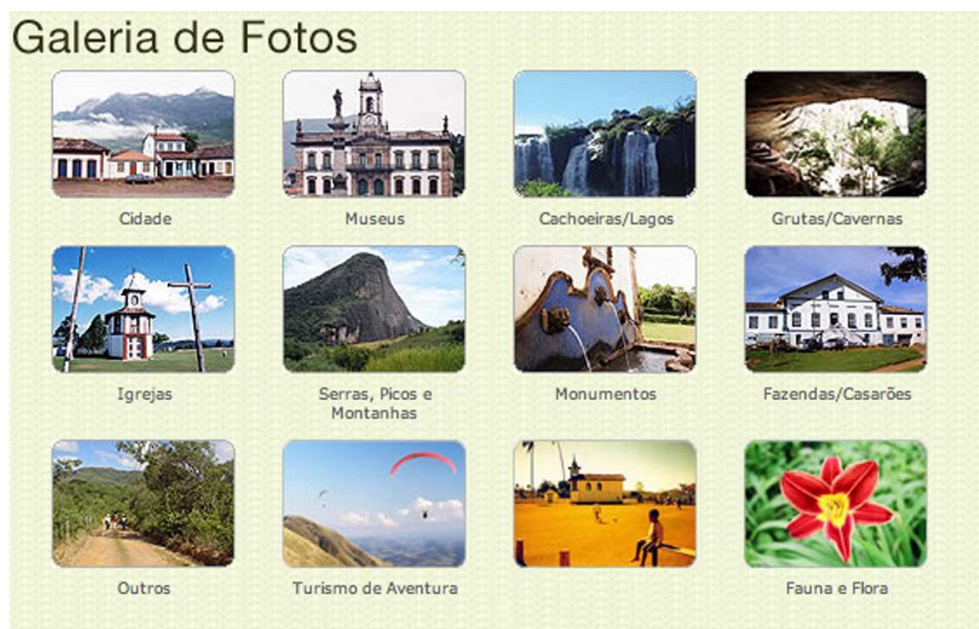 Galeria de Fotos
Cidade
Museus
Cachoeiras/Lagos
Grutas/Cavernas
Igrejas
Serras, Picos e
Montanhas
Monumentos
Fazendas/Casarões
Outros
Turismo de Aventura
Fauna e Flora